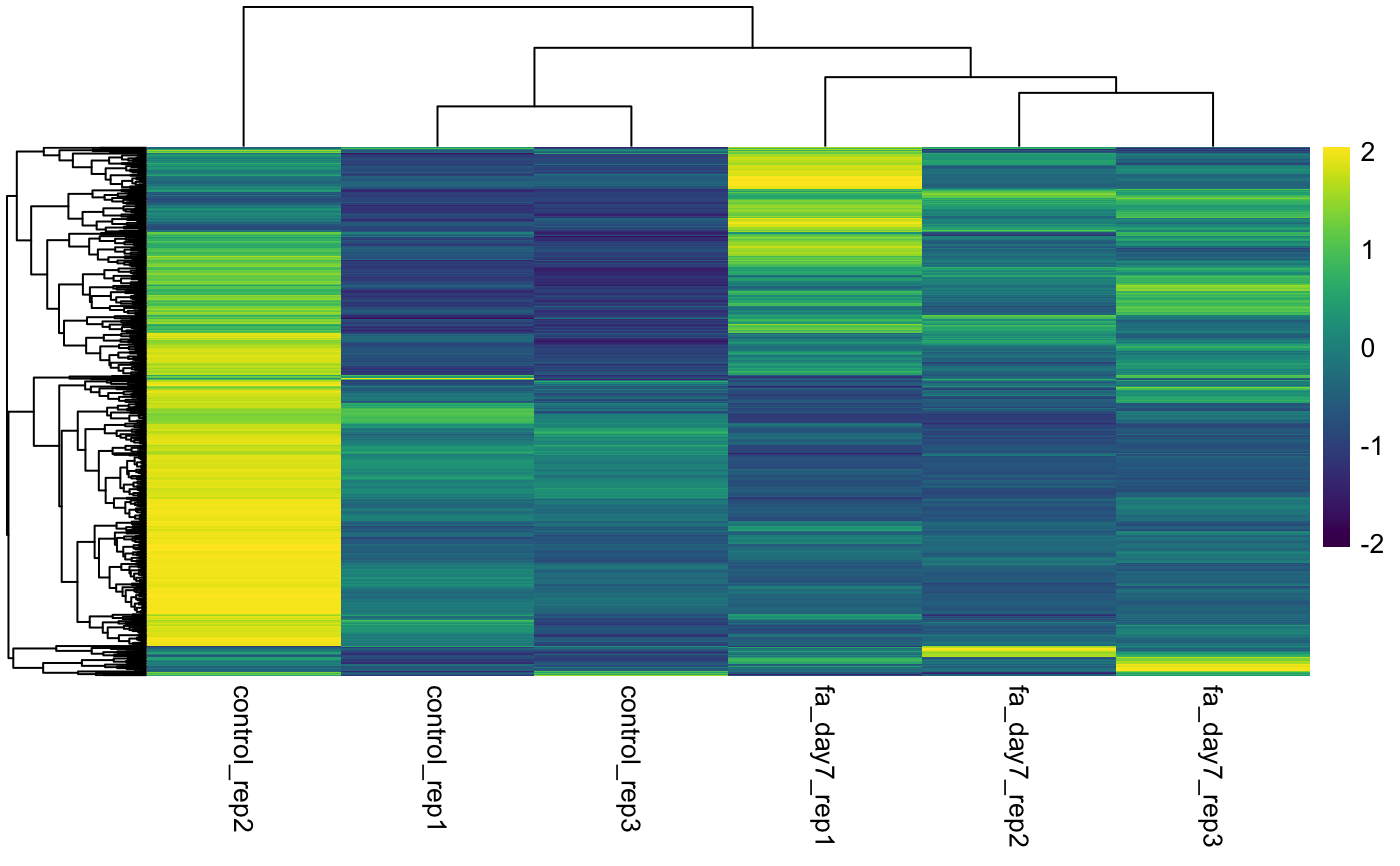 2
1
0
-1
-2
control_rep2
control_rep1
control_rep3
fa_day7_rep1
fa_day7_rep2
fa_day7_rep3